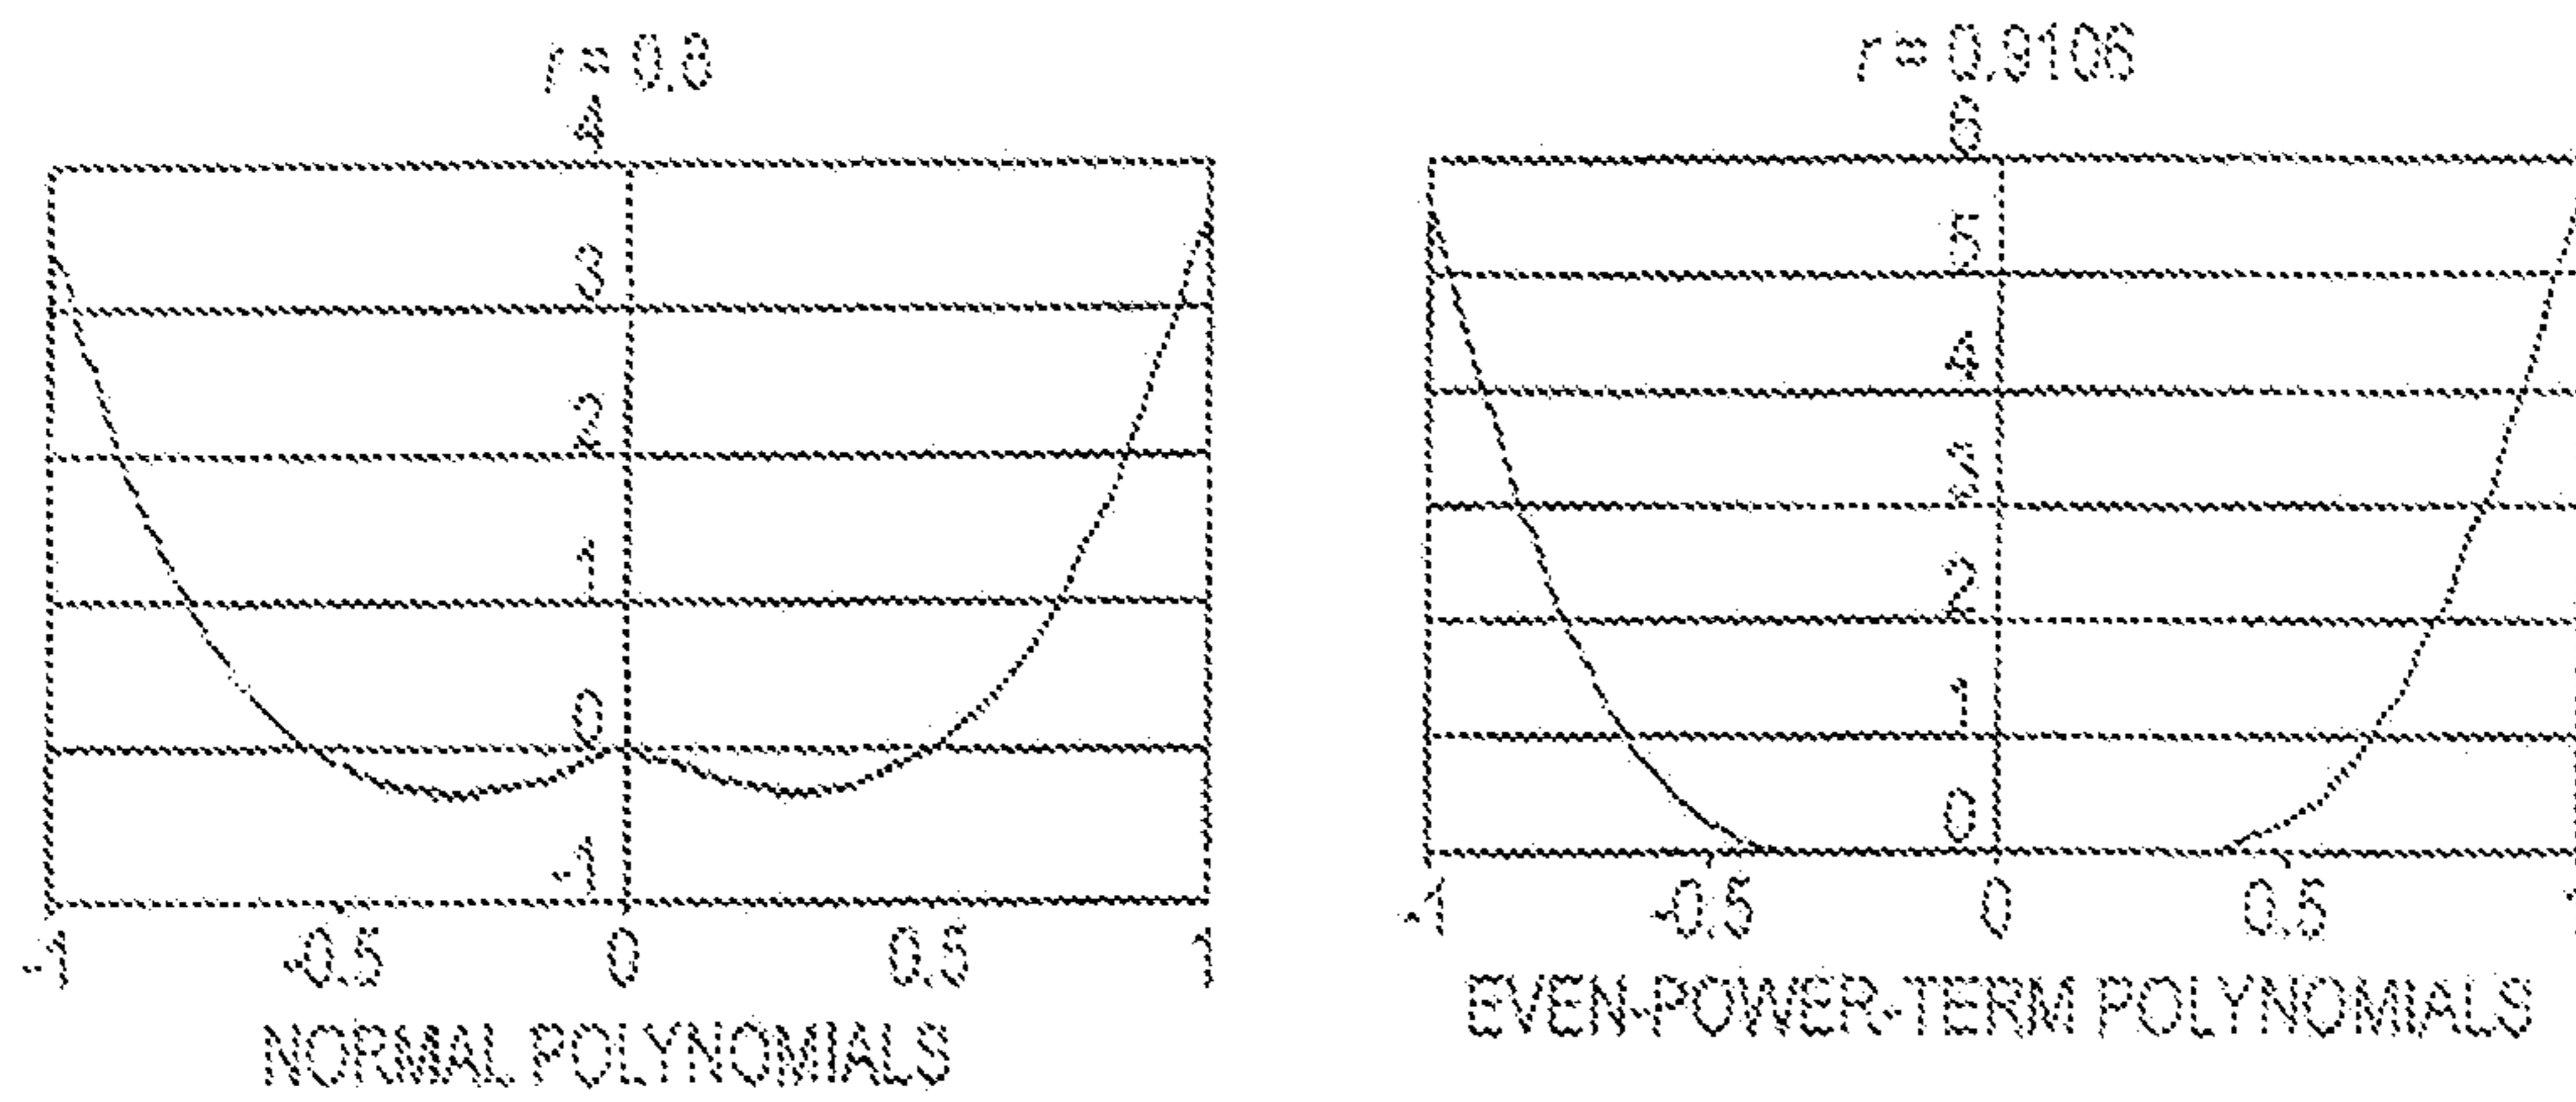 r = 0.8
4
3
2
1
0
-1
-1 -0.5 0 0.5 1
NORMAL POLYNOMIALS
r = 0.9106
6
5
4
3
2
1
0
-1 -0.5 0 0.5 1
EVEN-POWER-TERM POLYNOMIALS